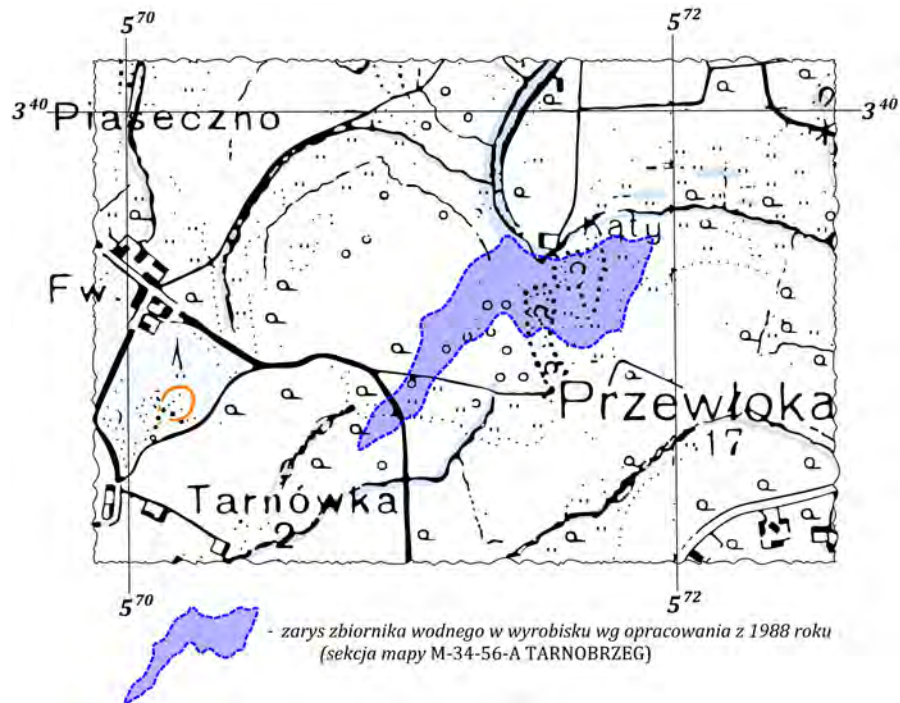 5⁷⁰ 5⁷²
3⁴⁰ 3⁴⁰
Piaseczno
Kąty
Fw.
Przewłoka
17
Tarnówka
2
5⁷⁰ 5⁷²
- zarys zbiornika wodnego w wyrobisku wg opracowania z 1988 roku
(sekcja mapy M-34-56-A TARNOBRZEG)